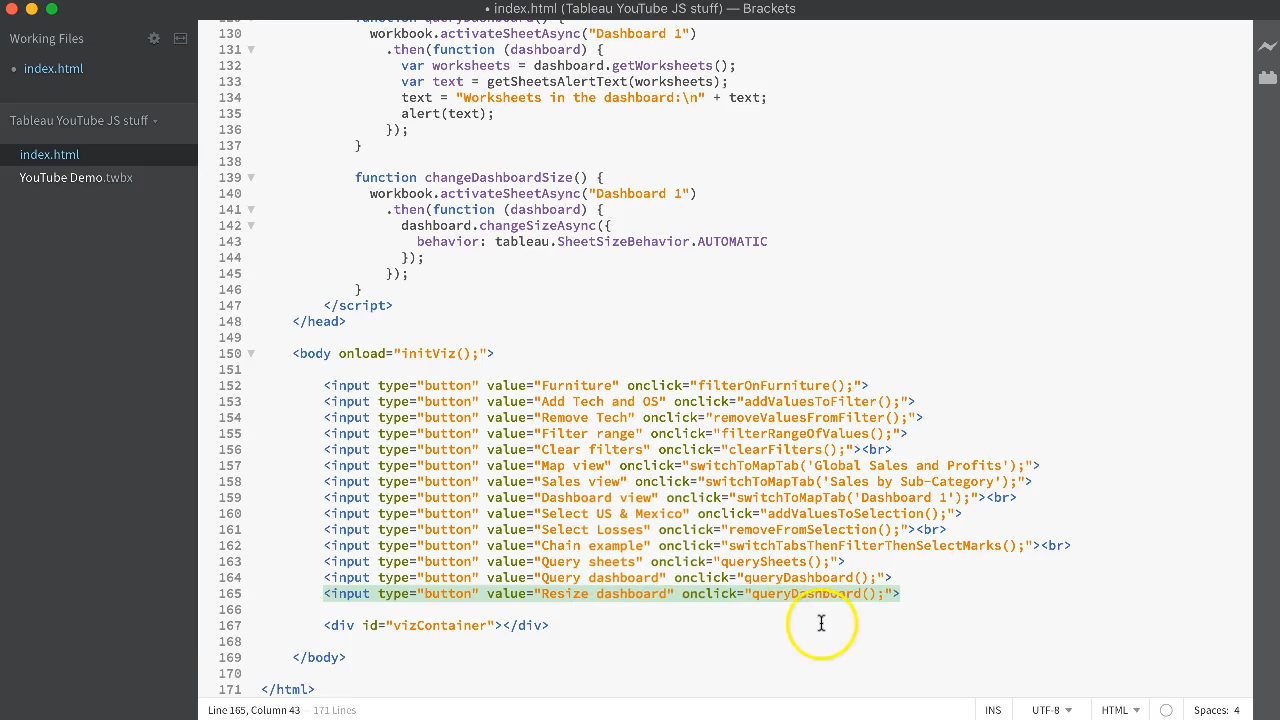 index.html (Tableau YouTube JS stuff) — Brackets
Working Files
index.html
Tableau YouTube JS stuff
index.html
YouTube Demo.twbx
129 function queryDashboard() {
130 workbook.activateSheetAsync("Dashboard 1")
131 .then(function (dashboard) {
132 var worksheets = dashboard.getWorksheets();
133 var text = getSheetsAlertText(worksheets);
134 text = "Worksheets in the dashboard:\n" + text;
135 alert(text);
136 });
137 }
138
139 function changeDashboardSize() {
140 workbook.activateSheetAsync("Dashboard 1")
141 .then(function (dashboard) {
142 dashboard.changeSizeAsync({
143 behavior: tableau.SheetSizeBehavior.AUTOMATIC
144 });
145 });
146 }
147 </script>
148 </head>
149
150 <body onload="initViz();">
151
152 <input type="button" value="Furniture" onclick="filterOnFurniture();">
153 <input type="button" value="Add Tech and OS" onclick="addValuesToFilter();">
154 <input type="button" value="Remove Tech" onclick="removeValuesFromFilter();">
155 <input type="button" value="Filter range" onclick="filterRangeOfValues();">
156 <input type="button" value="Clear filters" onclick="clearFilters();"><br>
157 <input type="button" value="Map view" onclick="switchToMapTab('Global Sales and Profits');">
158 <input type="button" value="Sales view" onclick="switchToMapTab('Sales by Sub-Category');">
159 <input type="button" value="Dashboard view" onclick="switchToMapTab('Dashboard 1');"><br>
160 <input type="button" value="Select US & Mexico" onclick="addValuesToSelection();">
161 <input type="button" value="Select Losses" onclick="removeFromSelection();"><br>
162 <input type="button" value="Chain example" onclick="switchTabsThenFilterThenSelectMarks();"><br>
163 <input type="button" value="Query sheets" onclick="querySheets();">
164 <input type="button" value="Query dashboard" onclick="queryDashboard();">
165 <input type="button" value="Resize dashboard" onclick="queryDashboard();">
166
167 <div id="vizContainer"></div>
168
169 </body>
170
171 </html>
Line 165, Column 43 — 171 Lines
INS UTF-8 HTML Spaces: 4